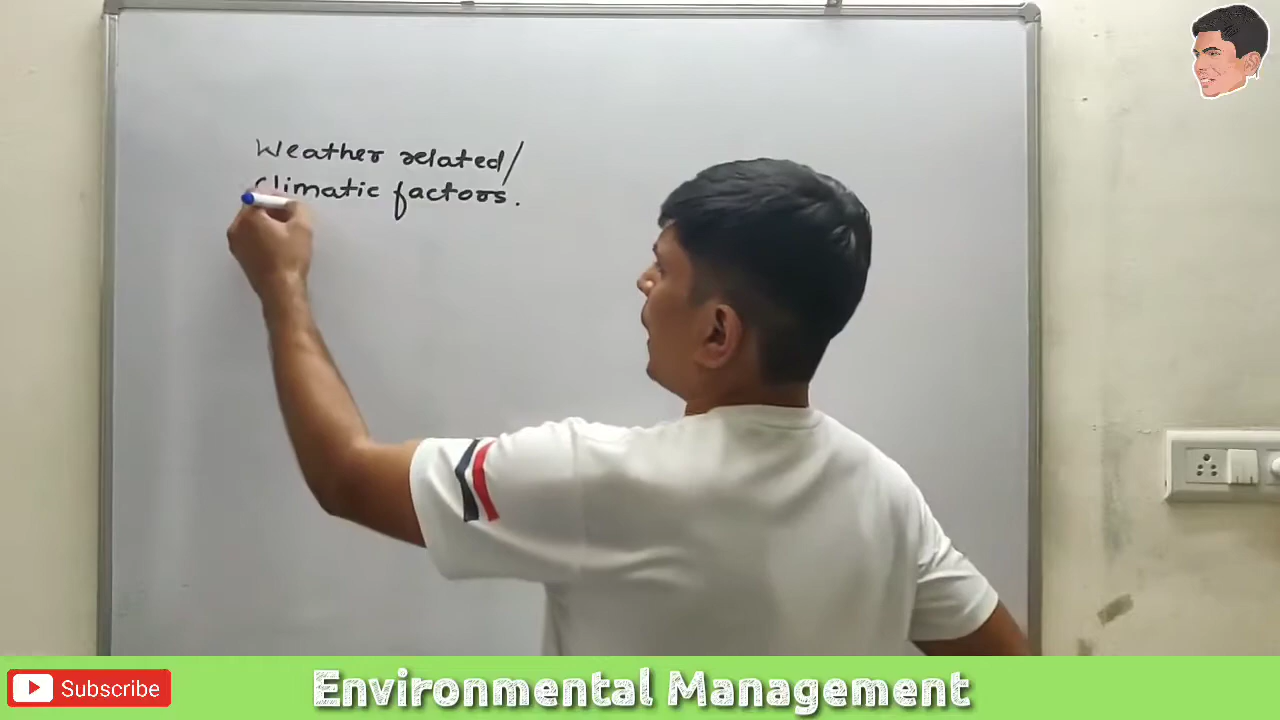 Weather related/
Climatic factors.
Subscribe
Environmental Management